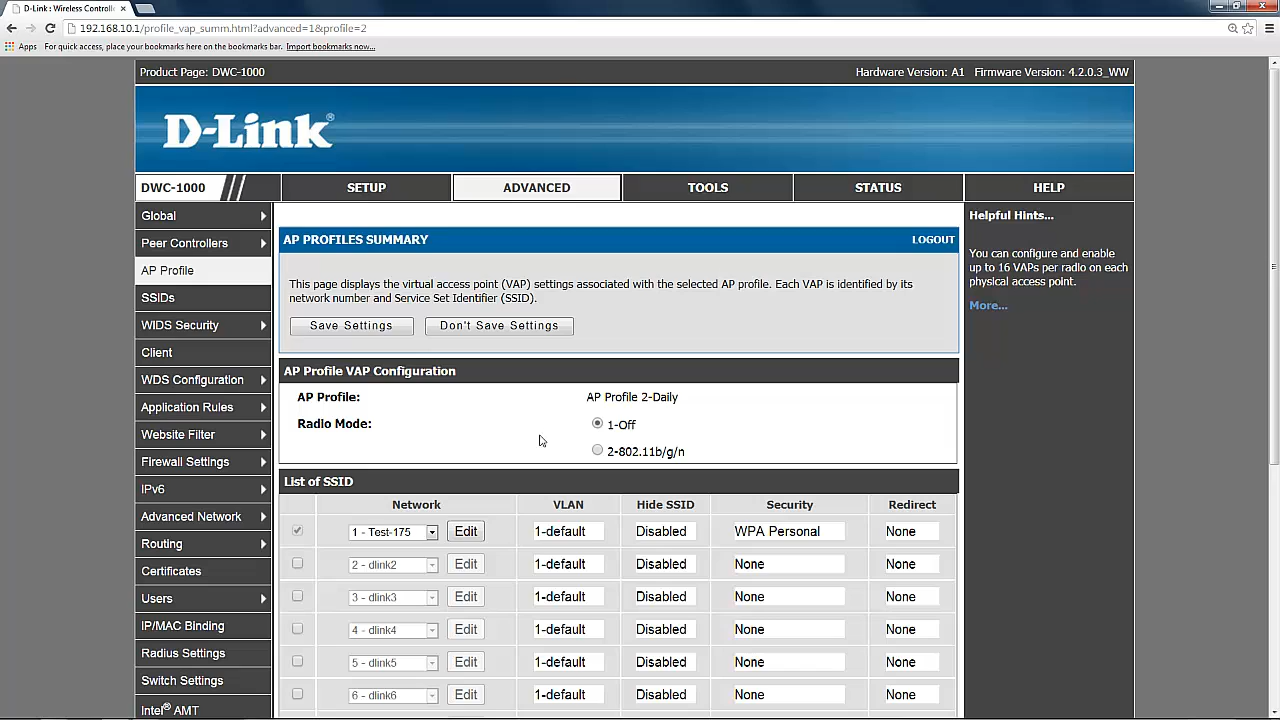 D-Link : Wireless Controll
192.168.10.1/profile_vap_summ.html?advanced=1&profile=2
Apps For quick access, place your bookmarks here on the bookmarks bar. Import bookmarks now...
Product Page: DWC-1000 Hardware Version: A1 Firmware Version: 4.2.0.3_WW
D-Link®
DWC-1000 SETUP ADVANCED TOOLS STATUS HELP
Global
Peer Controllers
AP Profile
SSIDs
WIDS Security
Client
WDS Configuration
Application Rules
Website Filter
Firewall Settings
IPv6
Advanced Network
Routing
Certificates
Users
IP/MAC Binding
Radius Settings
Switch Settings
Intel® AMT
AP PROFILES SUMMARY LOGOUT
This page displays the virtual access point (VAP) settings associated with the selected AP profile. Each VAP is identified by its
network number and Service Set Identifier (SSID).
Save Settings Don't Save Settings
AP Profile VAP Configuration
AP Profile: AP Profile 2-Daily
Radio Mode: 1-Off
2-802.11b/g/n
List of SSID
Network VLAN Hide SSID Security Redirect
1 - Test-175 Edit 1-default Disabled WPA Personal None
2 - dlink2 Edit 1-default Disabled None None
3 - dlink3 Edit 1-default Disabled None None
4 - dlink4 Edit 1-default Disabled None None
5 - dlink5 Edit 1-default Disabled None None
6 - dlink6 Edit 1-default Disabled None None
Helpful Hints...
You can configure and enable
up to 16 VAPs per radio on each
physical access point.
More...